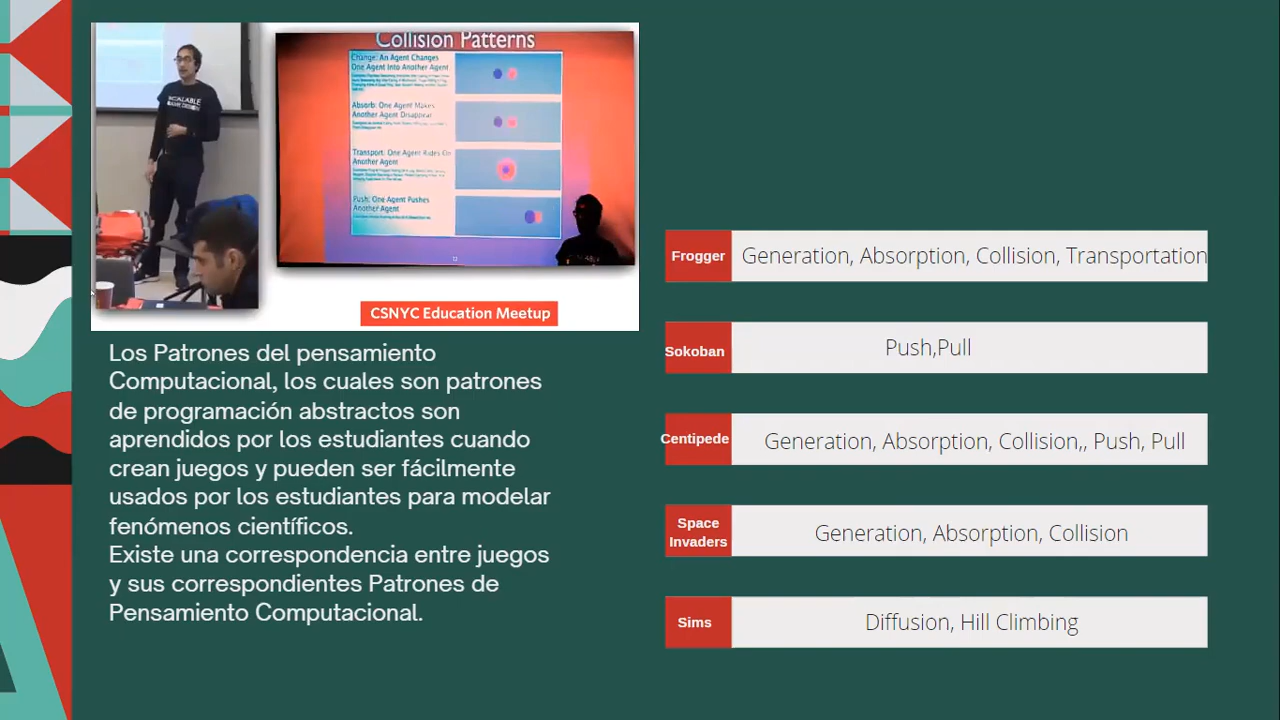 SCALABLE
GAME DESIGN
Collision Patterns
Change: An Agent Changes
One Agent Into Another Agent
Absorb: One Agent Makes
Another Agent Disappear
Transport: One Agent Rides On
Another Agent
Push: One Agent Pushes
Another Agent
12
CSNYC Education Meetup
Los Patrones del pensamiento
Computacional, los cuales son patrones
de programación abstractos son
aprendidos por los estudiantes cuando
crean juegos y pueden ser fácilmente
usados por los estudiantes para modelar
fenómenos científicos.
Existe una correspondencia entre juegos
y sus correspondientes Patrones de
Pensamiento Computacional.
Frogger
Generation, Absorption, Collision, Transportation
Sokoban
Push,Pull
Centipede
Generation, Absorption, Collision,, Push, Pull
Space
Invaders
Generation, Absorption, Collision
Sims
Diffusion, Hill Climbing